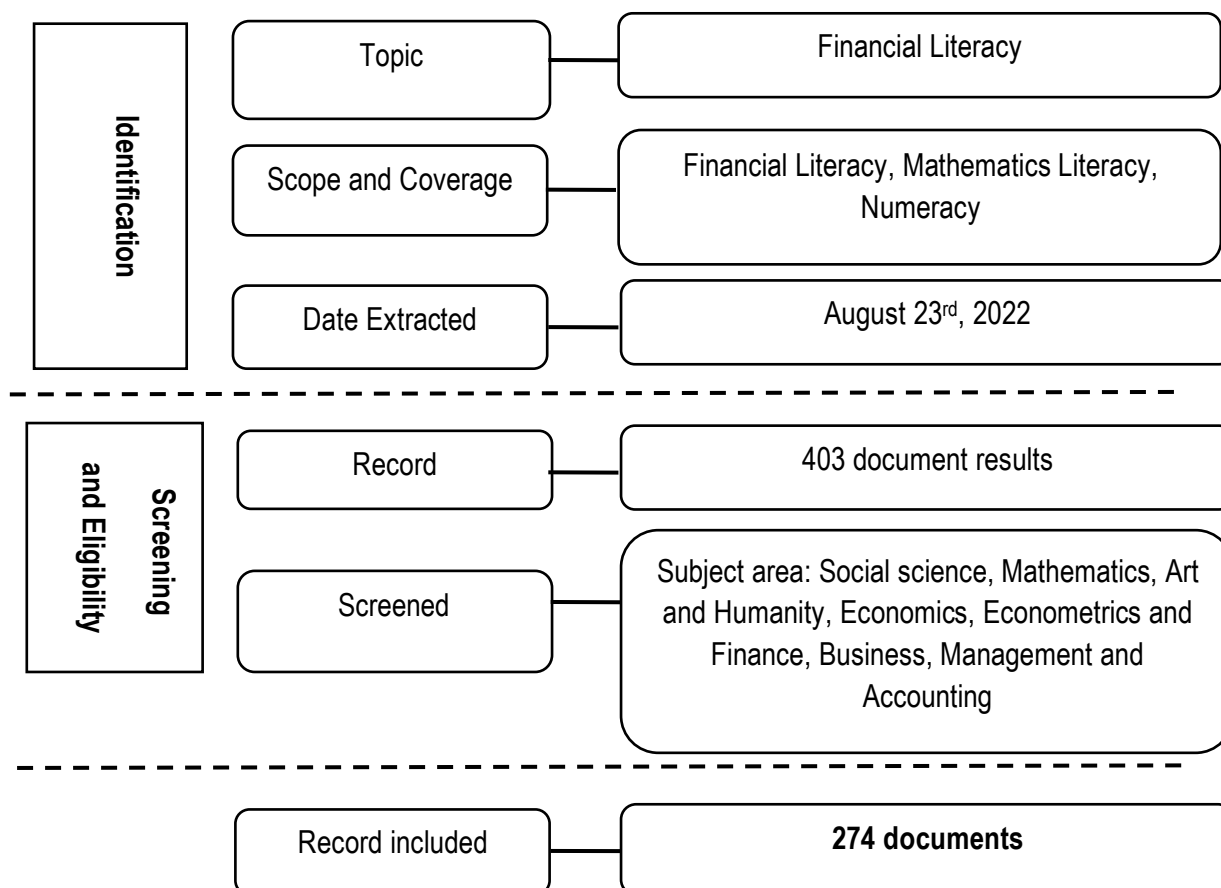 Identification
Topic
Financial Literacy
Scope and Coverage
Financial Literacy, Mathematics Literacy,
Numeracy
Date Extracted
August 23rd, 2022
Screening
and Eligibility
Record
403 document results
Screened
Subject area: Social science, Mathematics, Art
and Humanity, Economics, Econometrics and
Finance, Business, Management and
Accounting
Record included
274 documents